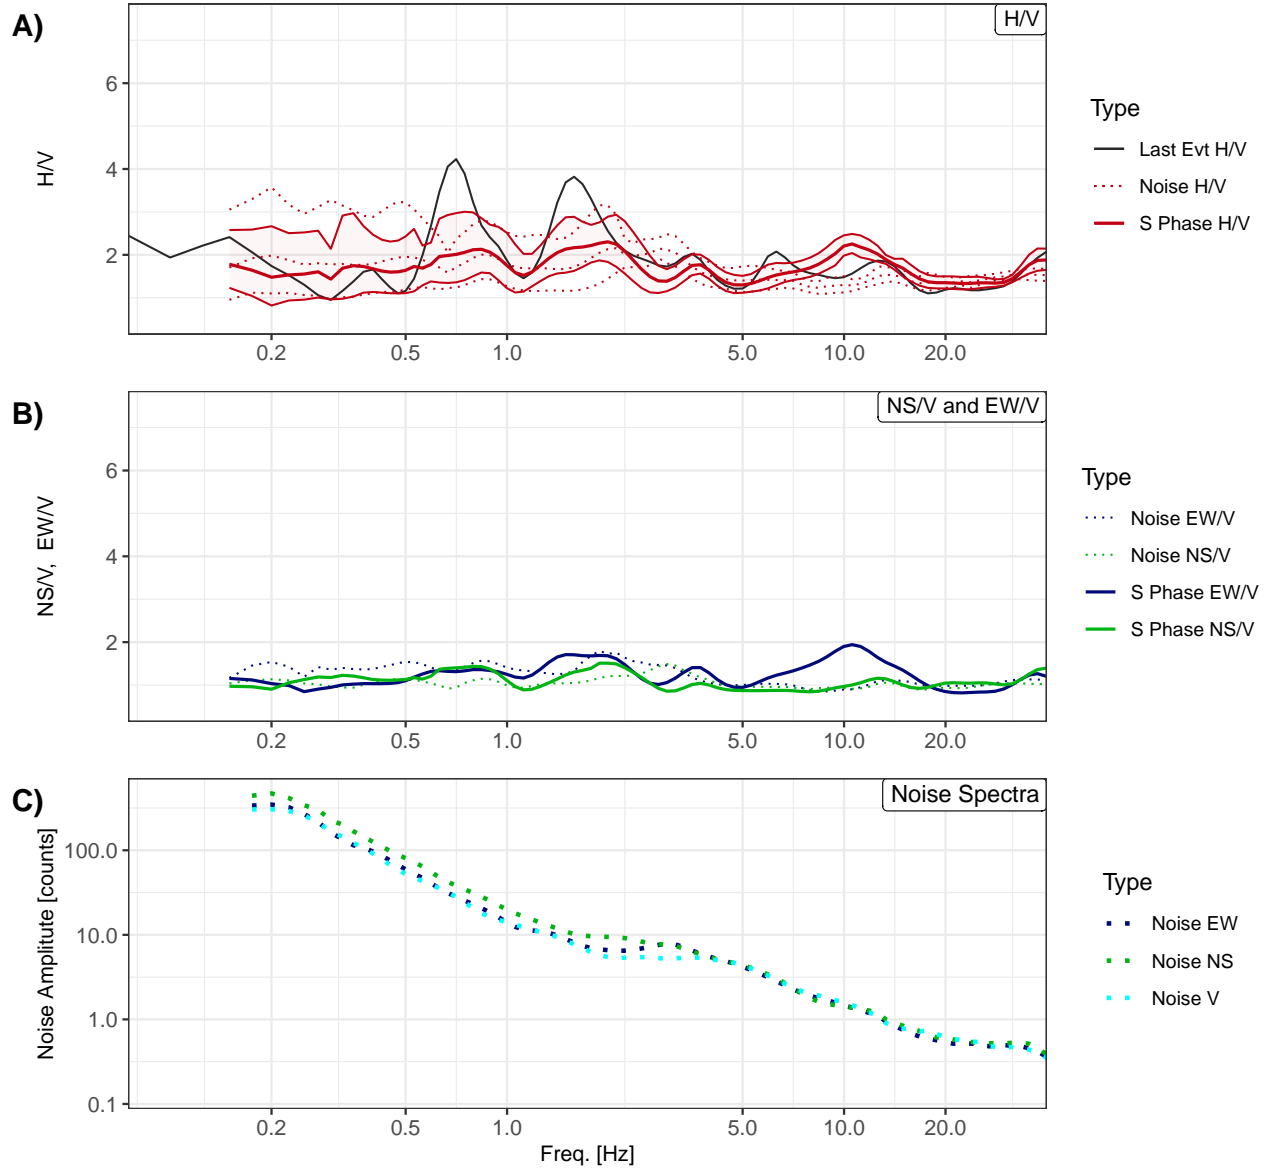 A)
H/V
6
4
2
H/V
0.2 0.5 1.0 5.0 10.0 20.0
Type
Last Evt H/V
Noise H/V
S Phase H/V
B)
NS/V and EW/V
6
4
2
NS/V, EW/V
0.2 0.5 1.0 5.0 10.0 20.0
Type
Noise EW/V
Noise NS/V
S Phase EW/V
S Phase NS/V
C)
Noise Spectra
100.0
10.0
1.0
0.1
Noise Amplitute [counts]
0.2 0.5 1.0 5.0 10.0 20.0
Freq. [Hz]
Type
Noise EW
Noise NS
Noise V